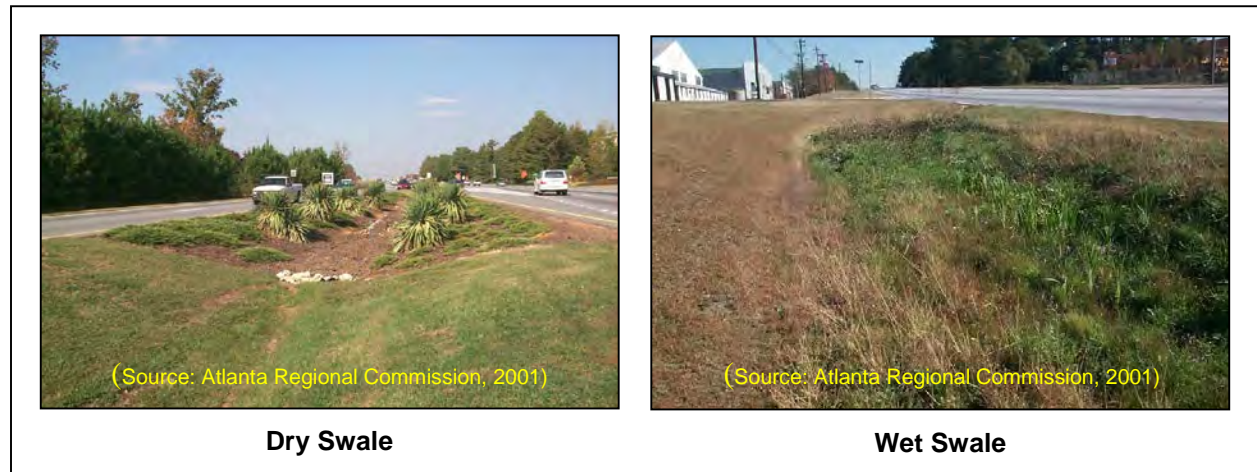 (Source: Atlanta Regional Commission, 2001)
(Source: Atlanta Regional Commission, 2001)
Dry Swale
Wet Swale